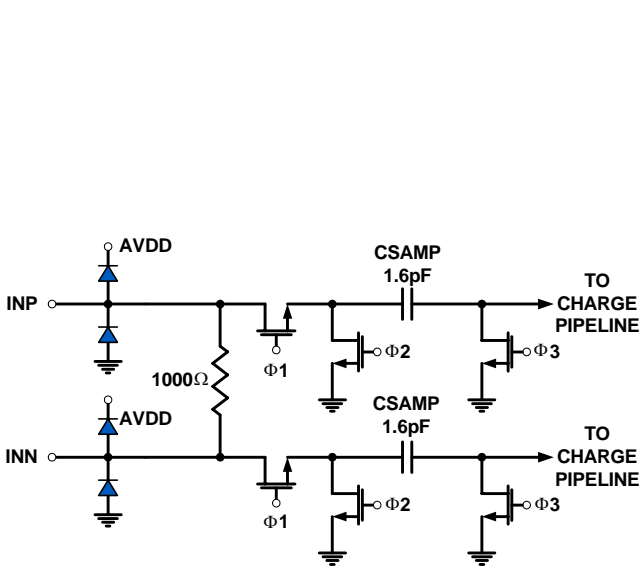 AVDD
CSAMP
1.6pF
INP
TO
CHARGE
PIPELINE
Φ1
Φ2
Φ3
1000Ω
AVDD
CSAMP
1.6pF
INN
TO
CHARGE
PIPELINE
Φ1
Φ2
Φ3